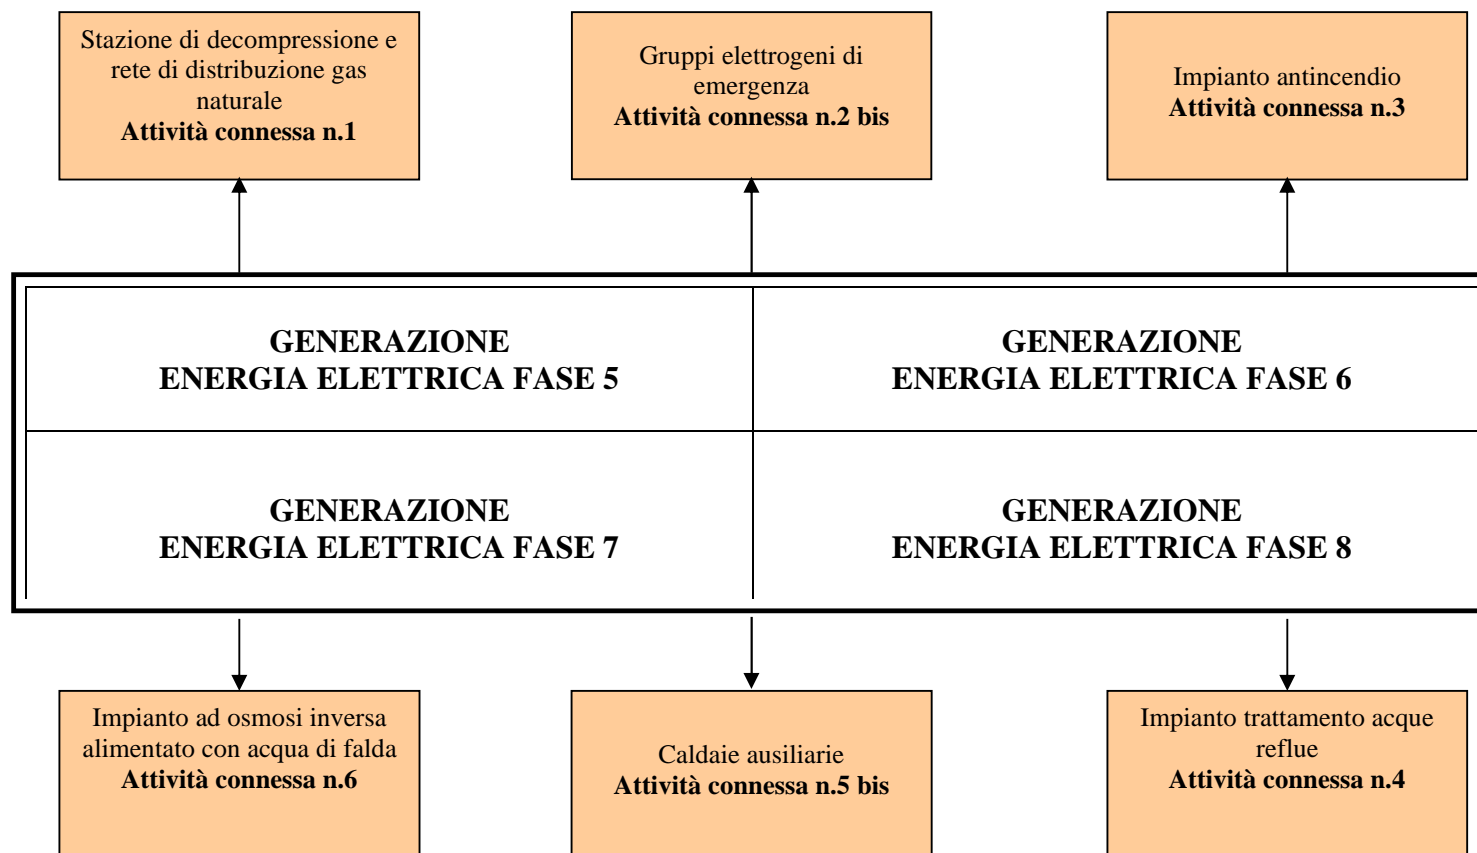 Stazione di decompressione e
rete di distribuzione gas
naturale
Attività connessa n.1
Gruppi elettrogeni di
emergenza
Attività connessa n.2 bis
Impianto antincendio
Attività connessa n.3
GENERAZIONE
ENERGIA ELETTRICA FASE 5
GENERAZIONE
ENERGIA ELETTRICA FASE 6
GENERAZIONE
ENERGIA ELETTRICA FASE 7
GENERAZIONE
ENERGIA ELETTRICA FASE 8
Impianto ad osmosi inversa
alimentato con acqua di falda
Attività connessa n.6
Caldaie ausiliarie
Attività connessa n.5 bis
Impianto trattamento acque
reflue
Attività connessa n.4